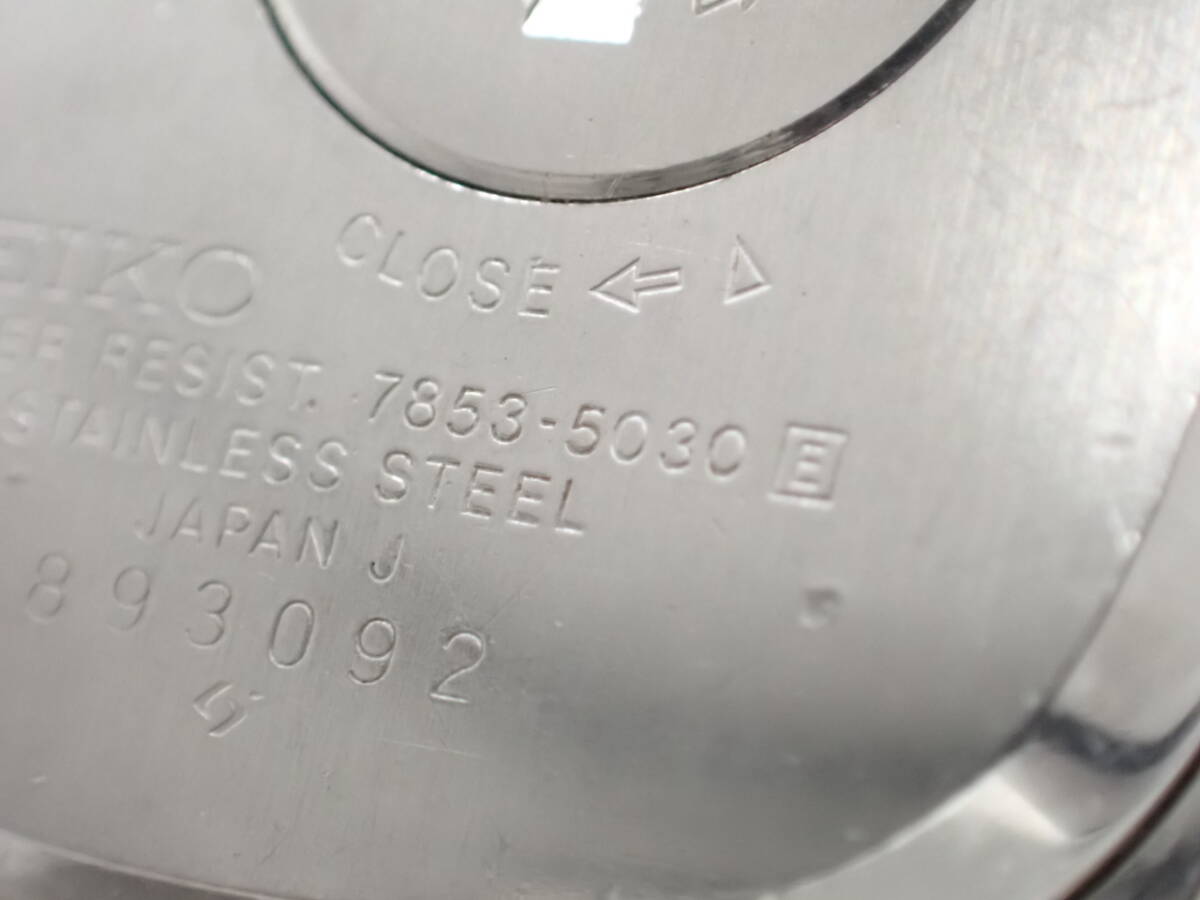 CLOSE
EIKO
ER RESIST. 7853-5030 B
STAINLESS STEEL
JAPAN J
893092
S